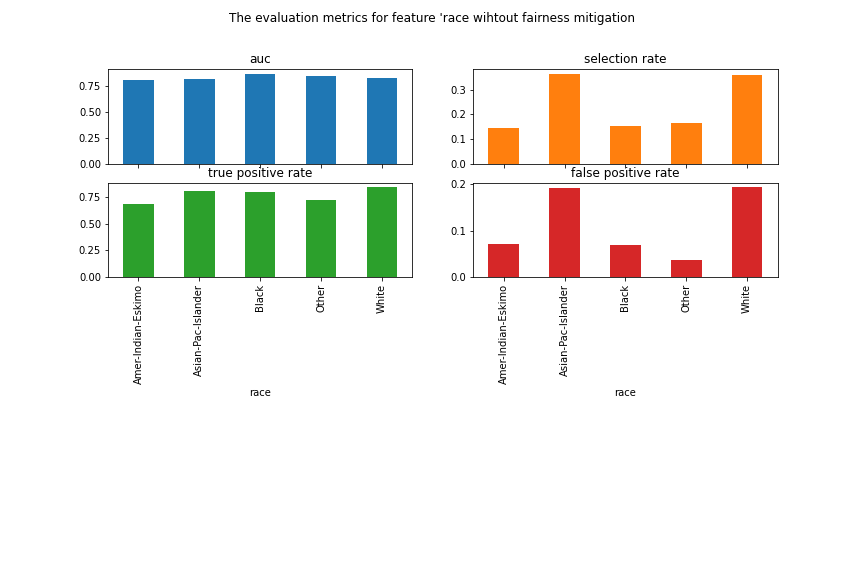 The evaluation metrics for feature 'race wihtout fairness mitigation
auc
0.75
0.50
0.25
0.00
selection rate
0.3
0.2
0.1
0.0
true positive rate
0.75
0.50
0.25
0.00
Amer-Indian-Eskimo
Asian-Pac-Islander
Black
Other
White
race
false positive rate
0.2
0.1
0.0
Amer-Indian-Eskimo
Asian-Pac-Islander
Black
Other
White
race